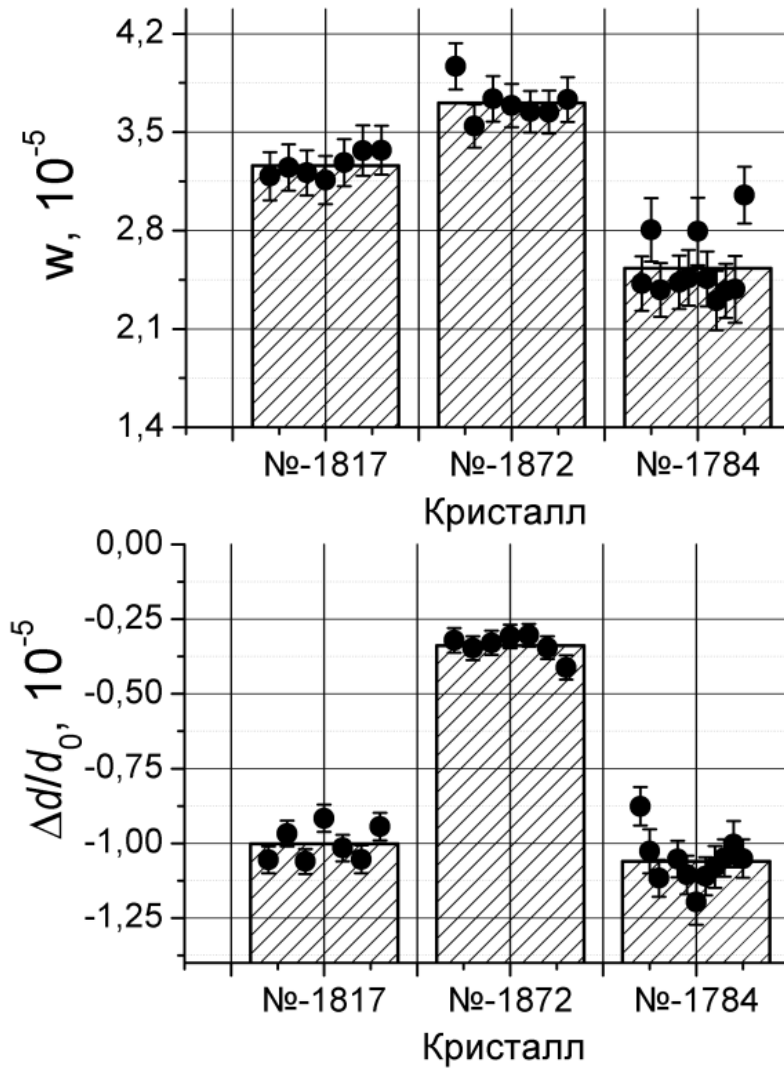 4,2
3,5
2,8
2,1
1,4
w, 10⁻⁵
№-1817 №-1872 №-1784
Кристалл
0,00
-0,25
-0,50
-0,75
-1,00
-1,25
Δd/d₀, 10⁻⁵
№-1817 №-1872 №-1784
Кристалл